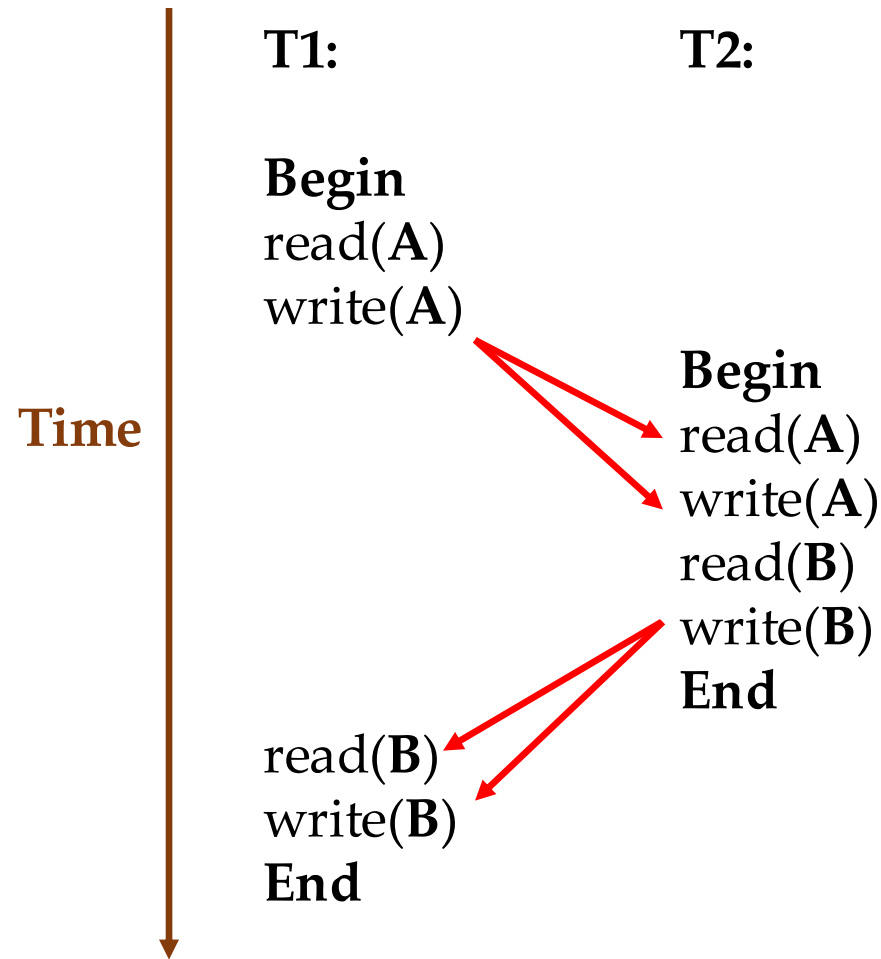 T1: T2:
Begin
read(A)
write(A)
Begin
Time
read(A)
write(A)
read(B)
write(B)
End
read(B)
write(B)
End